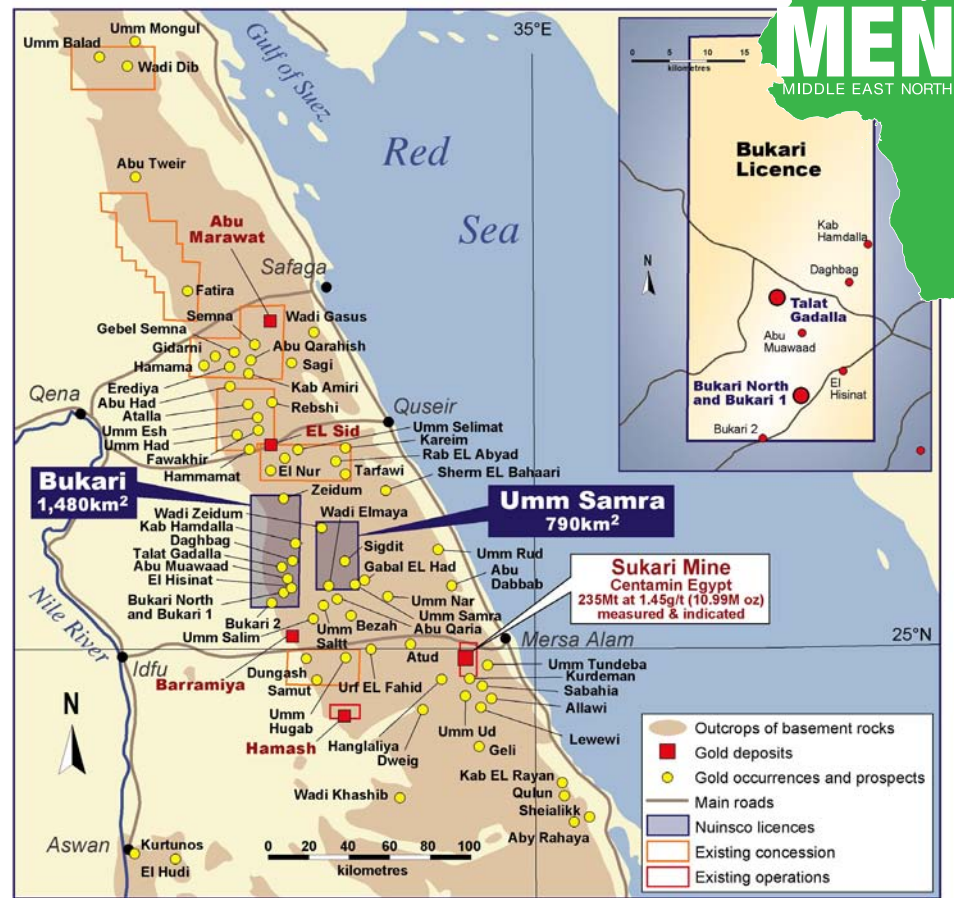 MEN
MIDDLE EAST NORTH
35°E
Umm Mongul
Umm Balad
Wadi Dib
Gulf of Suez
Red
Sea
Abu Tweir
Abu
Marawat
Safaga
Fatira
Semna
Wadi Gasus
Gebel Semna
Gidarni
Abu Qarahish
Hamama
Sagi
Erediya
Kab Amiri
Abu Had
Rebshi
Qena
Atalla
Quseir
Umm Esh
EL Sid
Umm Selimat
Umm Had
Kareim
Fawakhir
Rab EL Abyad
Hammamat
El Nur
Tarfawi
Sherm EL Bahaari
Bukari
1,480km²
Zeidum
Umm Samra
790km²
Wadi Zeidum
Wadi Elmaya
Kab Hamdalla
Daghbag
Sigdit
Talat Gadalla
Gabal EL Had
Umm Rud
Abu Muawaad
Abu
Dabbab
El Hisinat
Bukari North
and Bukari 1
Umm Nar
Umm Samra
Bukari 2
Bezah
Abu Qaria
Umm Salim
Umm
Saltt
Sukari Mine
Centamin Egypt
235Mt at 1.45g/t (10.99M oz)
measured & indicated
Nile River
Mersa Alam
25°N
Idfu
Atud
Barramiya
Dungash
Urf EL Fahid
Umm Tundeba
Samut
Kurdeman
Sabahia
Umm
Hugab
Allawi
Hamash
Hanglaliya
Umm Ud
Lewewi
Dweig
Geli
N
Kab EL Rayan
Wadi Khashib
Qulun
Sheialikk
Aby Rahaya
Aswan
Kurtunos
El Hudi
0 20 40 60 80 100
kilometres
0 5 10 15
kilometres
Bukari
Licence
Kab
Hamdalla
N
Daghbag
Talat
Gadalla
Abu
Muawaad
Bukari North
and Bukari 1
El
Hisinat
Bukari 2
Outcrops of basement rocks
Gold deposits
Gold occurrences and prospects
Main roads
Nuinsco licences
Existing concession
Existing operations